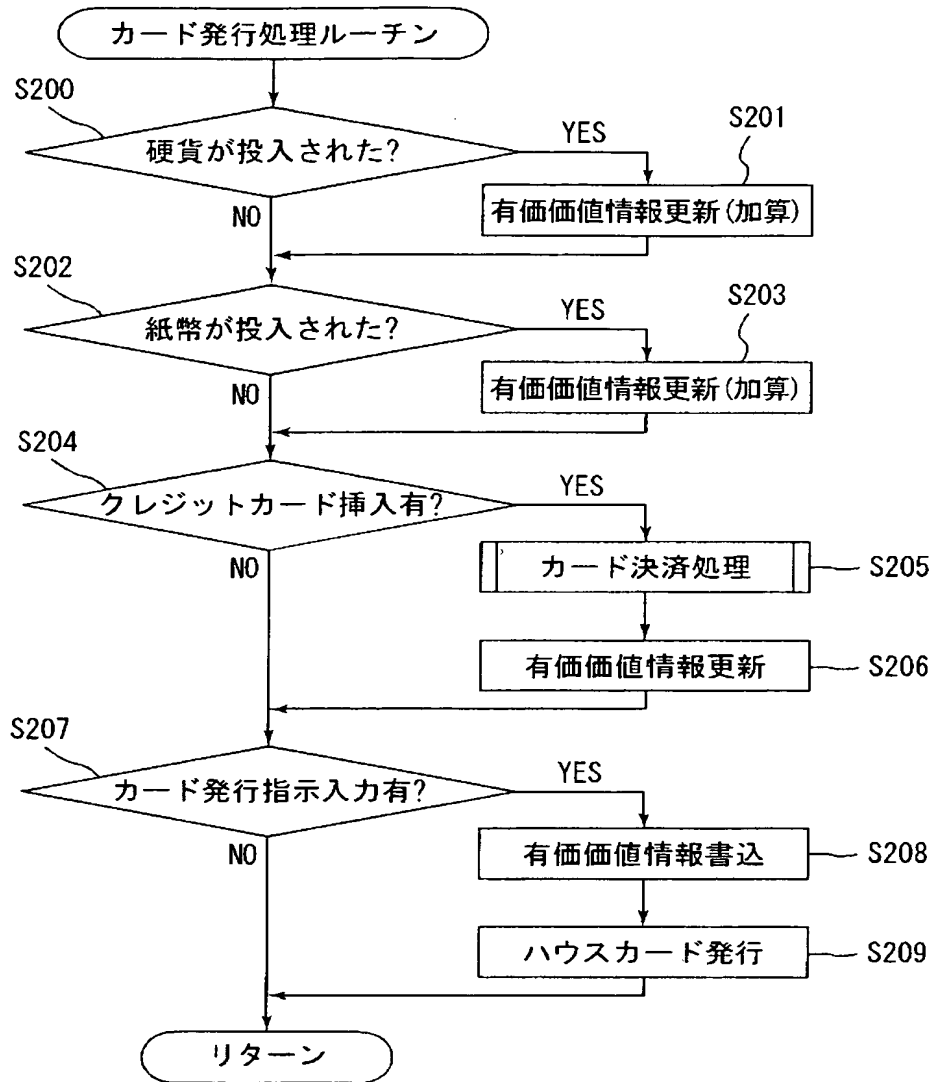 カード発行処理ルーチン
S200
硬貨が投入された?
YES
S201
有価価値情報更新(加算)
NO
S202
紙幣が投入された?
YES
S203
有価価値情報更新(加算)
NO
S204
クレジットカード挿入有?
YES
カード決済処理
S205
NO
有価価値情報更新
S206
S207
カード発行指示入力有?
YES
NO
有価価値情報書込
S208
ハウスカード発行
S209
リターン